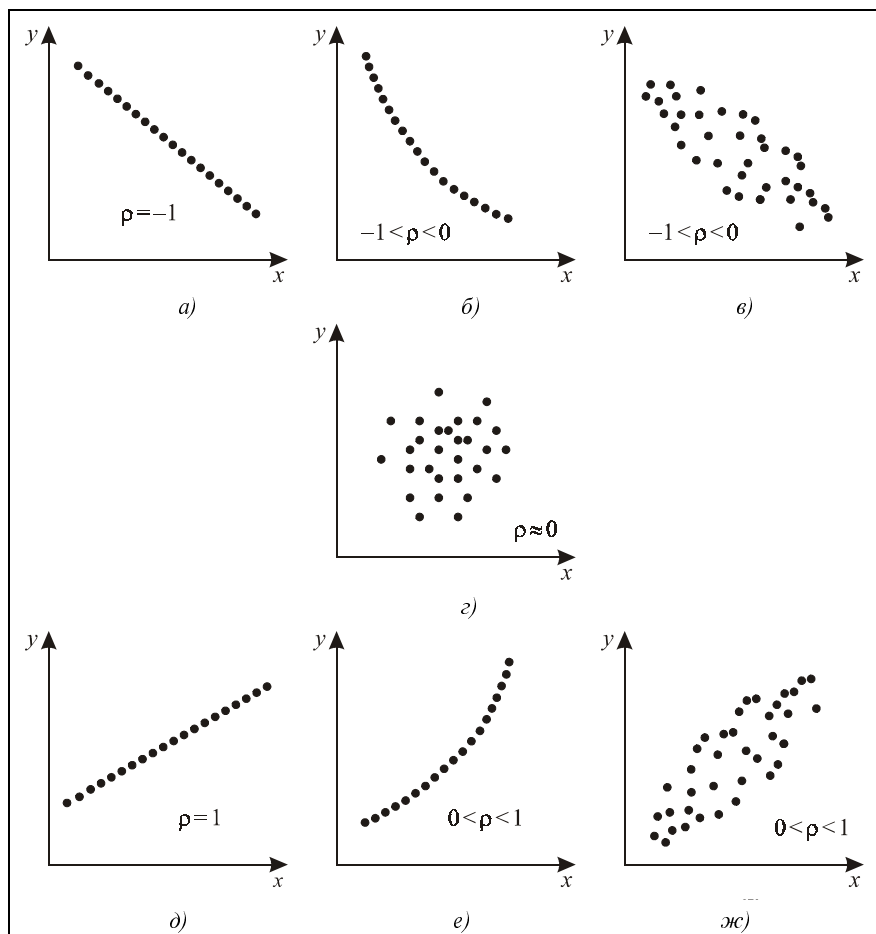 y y y
ρ=–1 –1<ρ<0 –1<ρ<0
x x x
а) б) в)
y
ρ≈0
x
г)
y y y
ρ=1 0<ρ<1 0<ρ<1
x x x
д) е) ж)